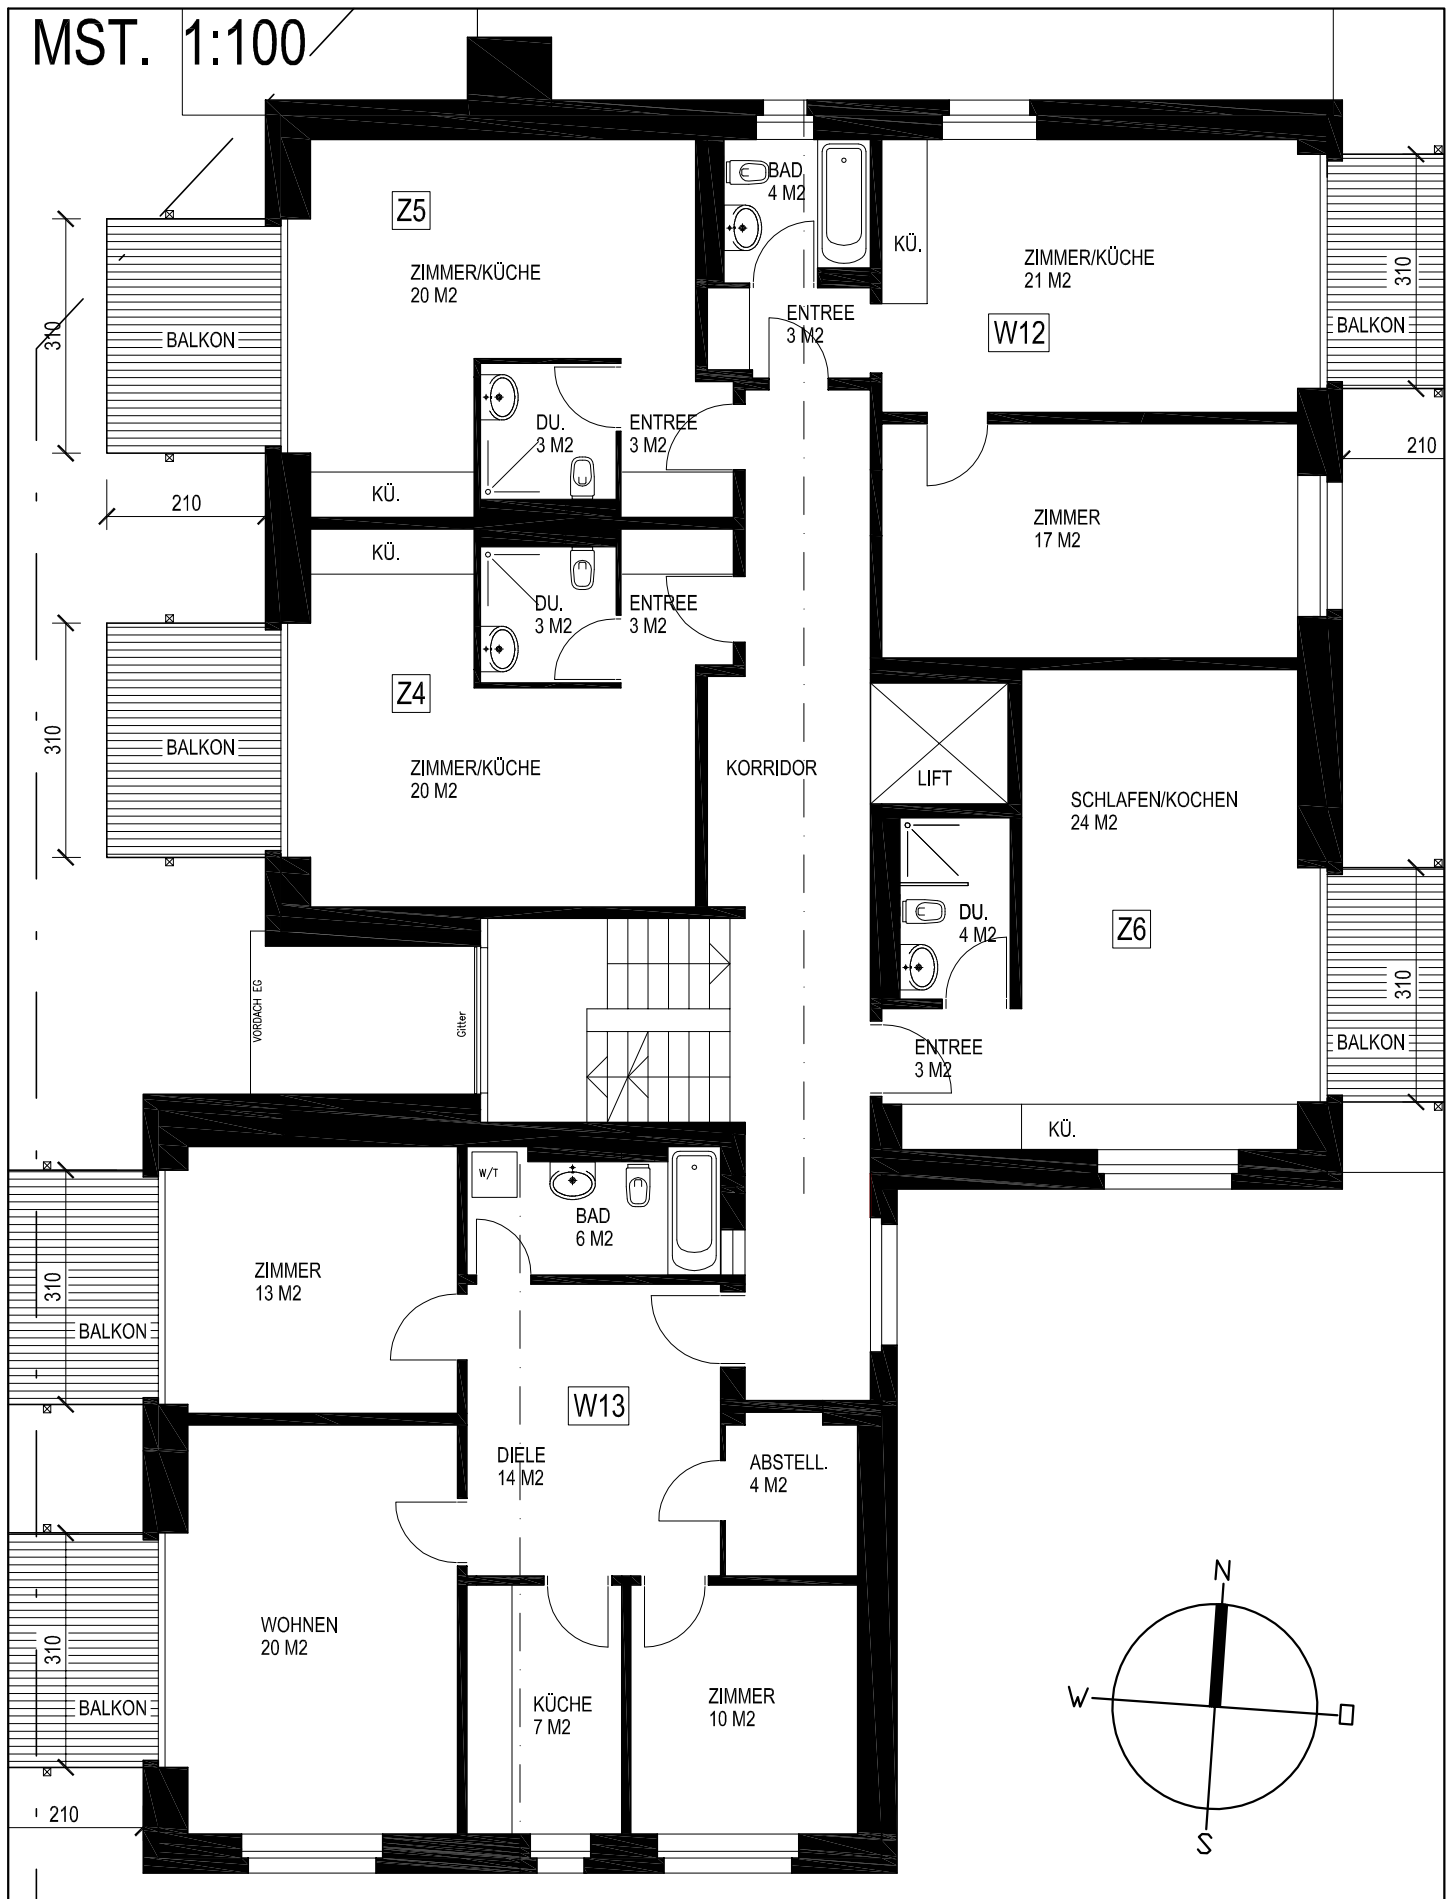 MST. 1:100
Z5
ZIMMER/KÜCHE
20 M2
BALKON
310
210
KÜ.
DU.
3 M2
ENTREE
3 M2
BAD
4 M2
ENTREE
3 M2
KÜ.
ZIMMER/KÜCHE
21 M2
W12
BALKON
310
210
ZIMMER
17 M2
KÜ.
DU.
3 M2
ENTREE
3 M2
Z4
ZIMMER/KÜCHE
20 M2
BALKON
310
KORRIDOR
LIFT
SCHLAFEN/KOCHEN
24 M2
DU.
4 M2
Z6
ENTREE
3 M2
KÜ.
BALKON
310
VORDACH EG
Gitter
W/T
BAD
6 M2
ZIMMER
13 M2
BALKON
310
W13
DIELE
14 M2
ABSTELL.
4 M2
WOHNEN
20 M2
BALKON
310
210
KÜCHE
7 M2
ZIMMER
10 M2
N
W
O
S